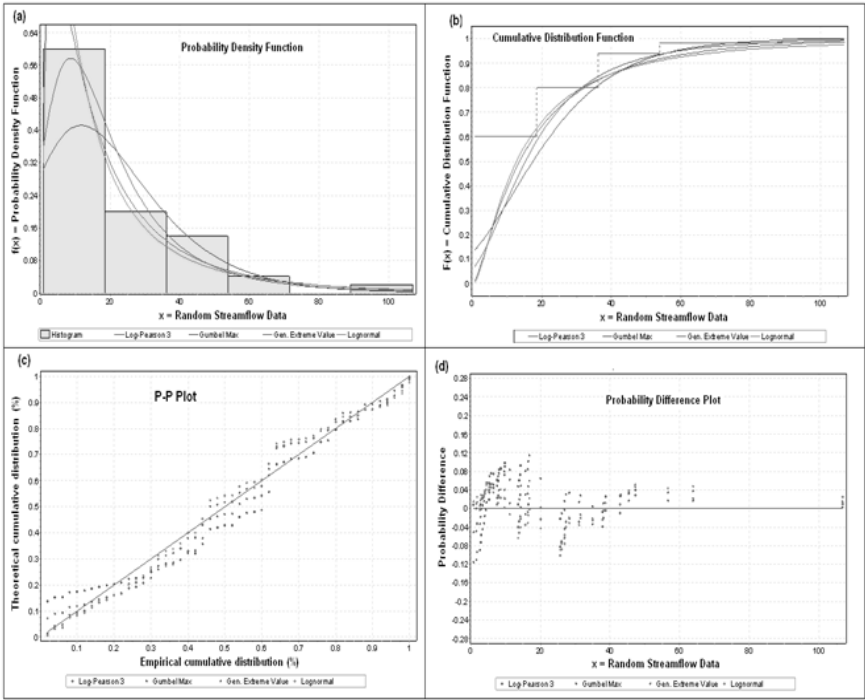 (a)
Probability Density Function
f(x) = Probability Density Function
0.64
0.56
0.48
0.4
0.32
0.24
0.16
0.08
0
0 20 40 60 80 100
x = Random Streamflow Data
Histogram Log-Pearson 3 Gumbel Max Gen. Extreme Value Lognormal
(b)
Cumulative Distribution Function
F(x) = Cumulative Distribution Function
1
0.9
0.8
0.7
0.6
0.5
0.4
0.3
0.2
0.1
0
0 20 40 60 80 100
x = Random Streamflow Data
Log-Pearson 3 Gumbel Max Gen. Extreme Value Lognormal
(c)
P-P Plot
Theoretical cumulative distribution (%)
1
0.9
0.8
0.7
0.6
0.5
0.4
0.3
0.2
0.1
0
0.1 0.2 0.3 0.4 0.5 0.6 0.7 0.8 0.9 1
Empirical cumulative distribution (%)
Log-Pearson 3 Gumbel Max Gen. Extreme Value Lognormal
(d)
Probability Difference Plot
Probability Difference
0.28
0.24
0.2
0.16
0.12
0.08
0.04
0
-0.04
-0.08
-0.12
-0.16
-0.2
-0.24
-0.28
0 20 40 60 80 100
x = Random Streamflow Data
Log-Pearson 3 Gumbel Max Gen. Extreme Value Lognormal